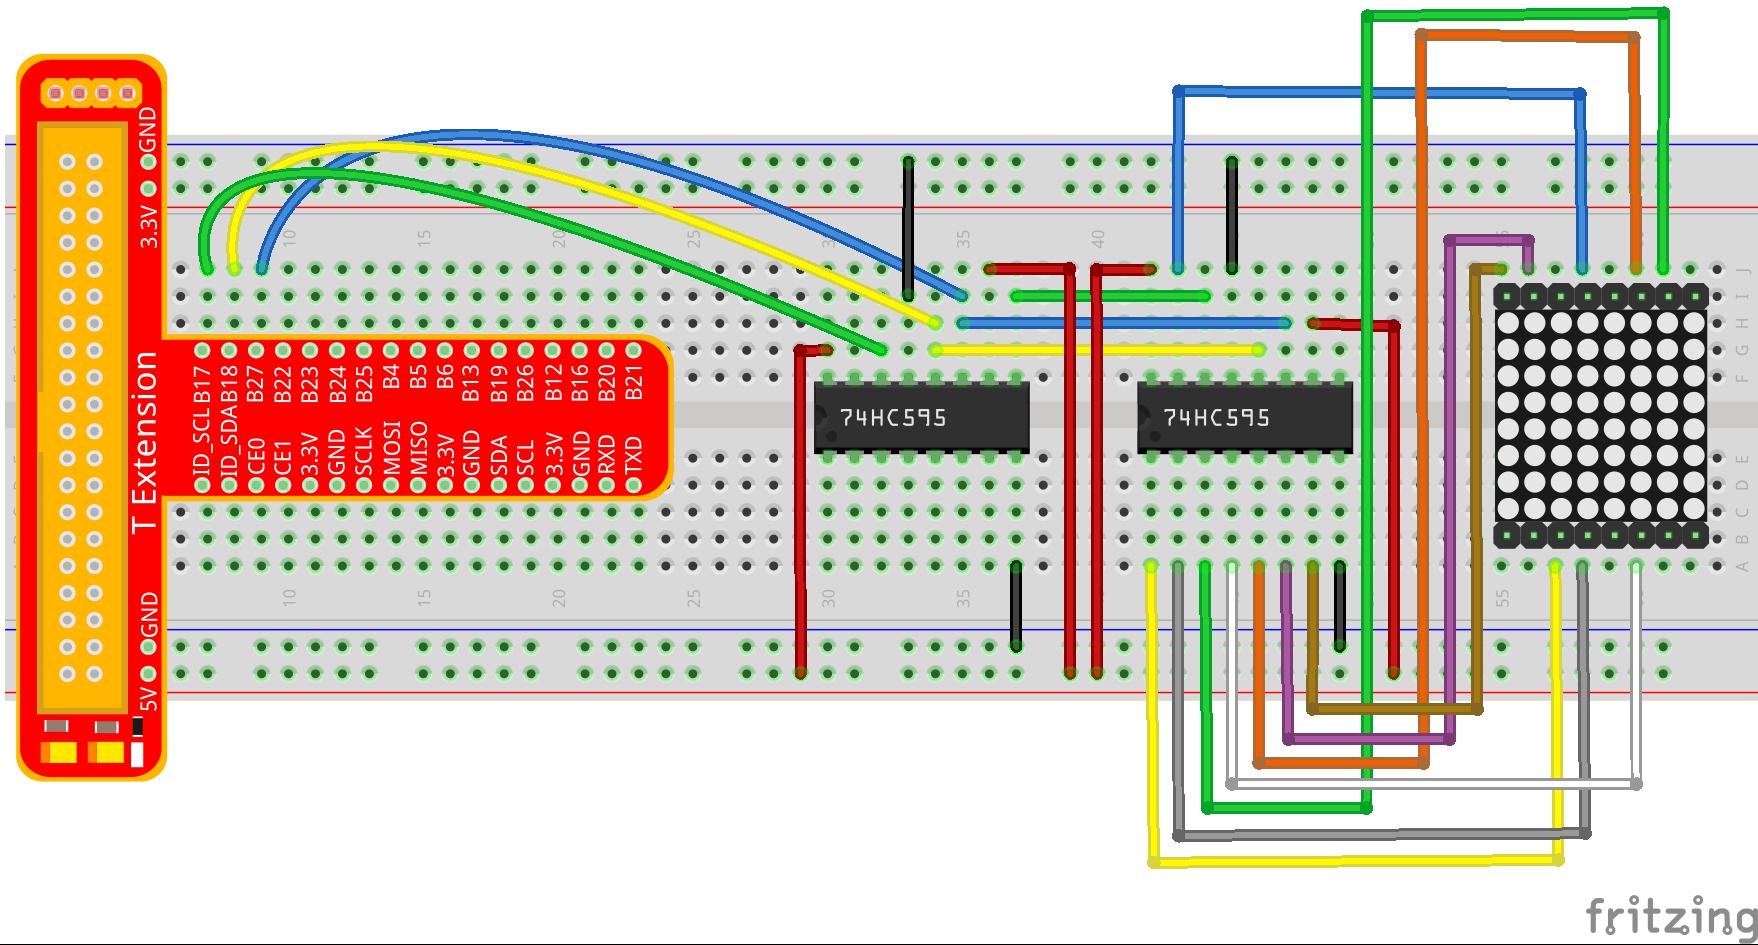 GND
3.3V
10
15
20
25
30
35
40
J
I
H
G
F
B17 B18 B27 B22 B23 B24 B25 B4 B5 B6 B13 B19 B26 B12 B16 B20 B21
T Extension
74HC595
74HC595
ID_SCL ID_SDA CE0 CE1 3.3V GND SCLK MOSI MISO 3.3V GND SDA SCL 3.3V GND RXD TXD
E
D
C
B
A
10
15
20
25
30
35
55
GND
5V
fritzing